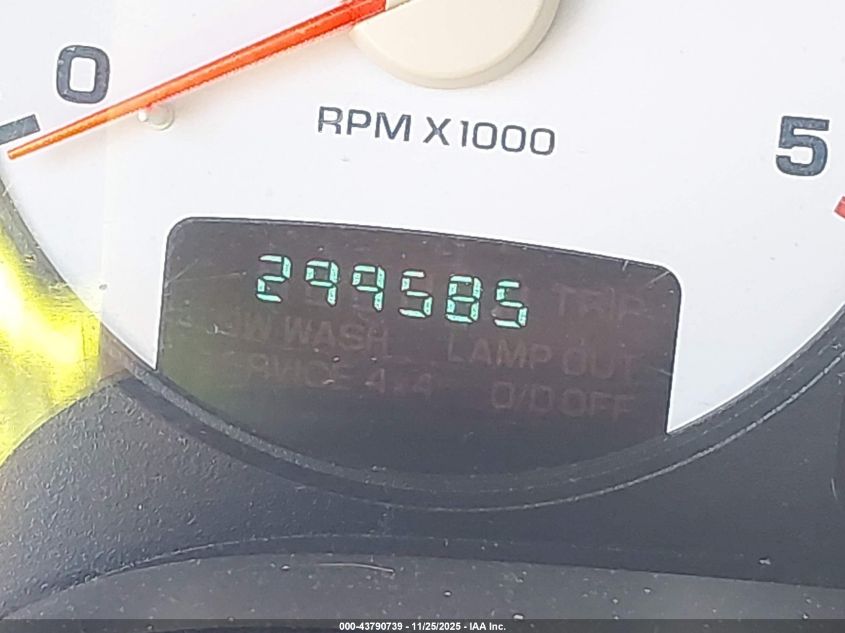 0
RPM X1000
5
299585
TRIP
WASH LAMP OUT
4x4 O/D OFF
000-43790739 - 11/25/2025 - IAA Inc.